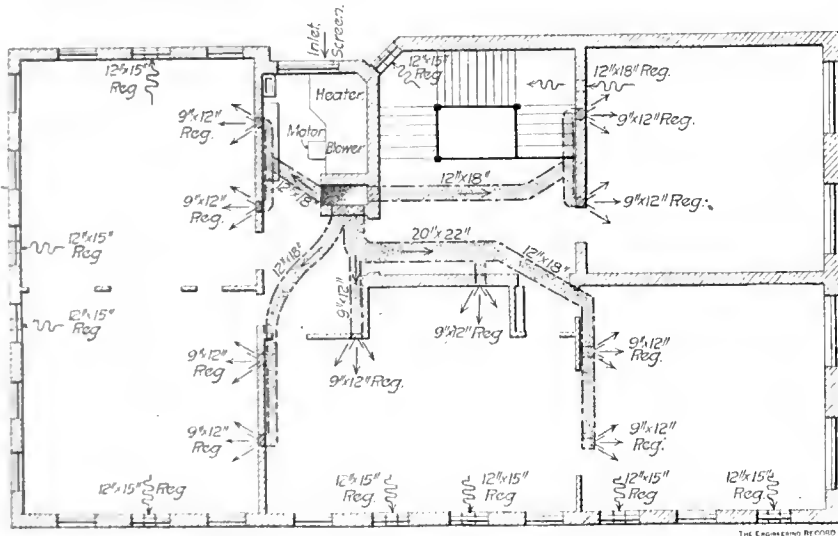 Inlet
Screen.
12"x15"
Reg
12"x15"
Reg
12"x18" Reg.
Heater
9"x12"
Reg.
9"x12" Reg.
Motor
Blower
12"x18"
12"x18"
9"x12"
Reg.
9"x12" Reg.
20"x22"
12"x15"
Reg
12"x18"
12"x18"
9"x12"
12"x15"
Reg
9"x12" Reg
9"x12"
Reg
9"x12"
Reg.
9"x12" Reg.
9"x12"
Reg
9"x12"
Reg.
12"x15"
Reg
12"x15"
Reg.
12"x15"
Reg.
12"x15"
Reg.
12"x15"
Reg.
THE ENGINEERING RECORD